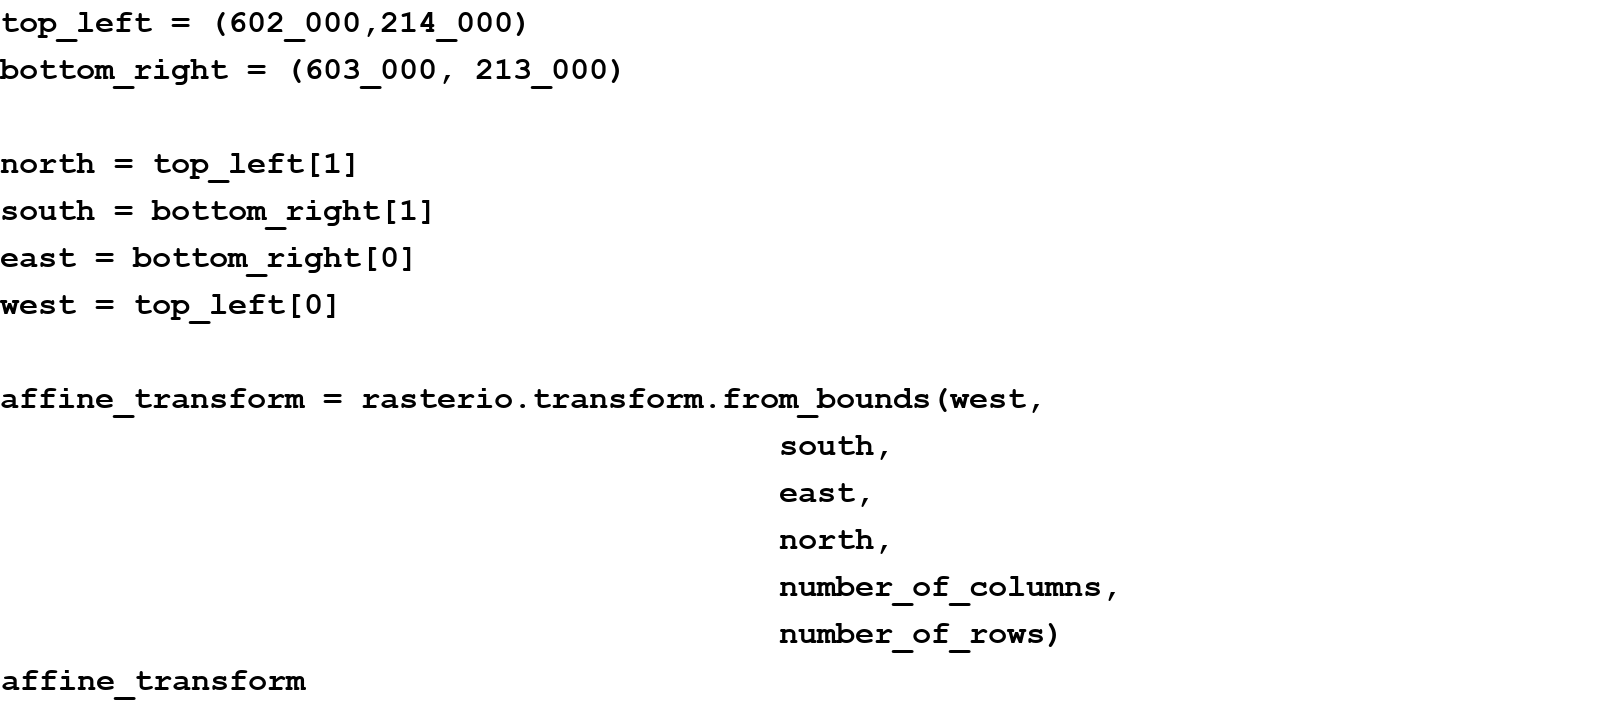 top_left = (602_000,214_000)
bottom_right = (603_000, 213_000)

north = top_left[1]
south = bottom_right[1]
east = bottom_right[0]
west = top_left[0]

affine_transform = rasterio.transform.from_bounds(west,
                                         south,
                                         east,
                                         north,
                                         number_of_columns,
                                         number_of_rows)
affine_transform